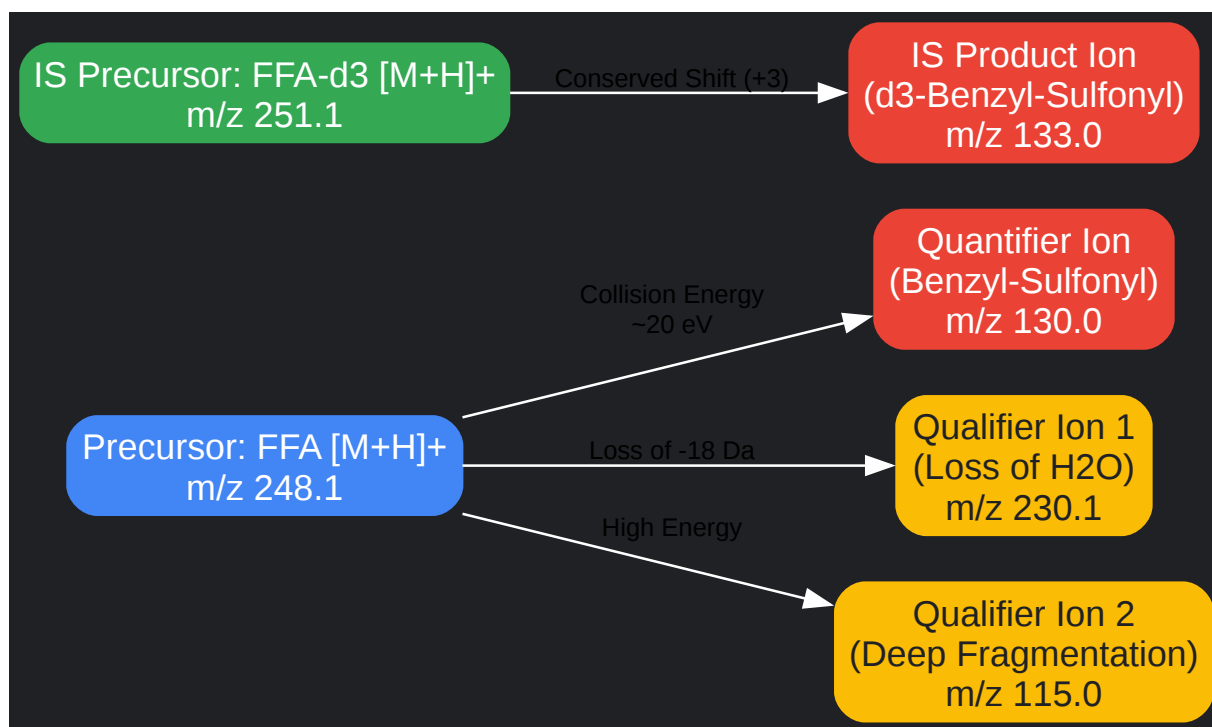 IS Precursor: FFA-d3 [M+H]+
m/z 251.1
Conserved Shift (+3)
IS Product Ion
(d3-Benzyl-Sulfonyl)
m/z 133.0
Quantifier Ion
(Benzyl-Sulfonyl)
m/z 130.0
Collision Energy
~20 eV
Precursor: FFA [M+H]+
m/z 248.1
Loss of -18 Da
Qualifier Ion 1
(Loss of H2O)
m/z 230.1
High Energy
Qualifier Ion 2
(Deep Fragmentation)
m/z 115.0